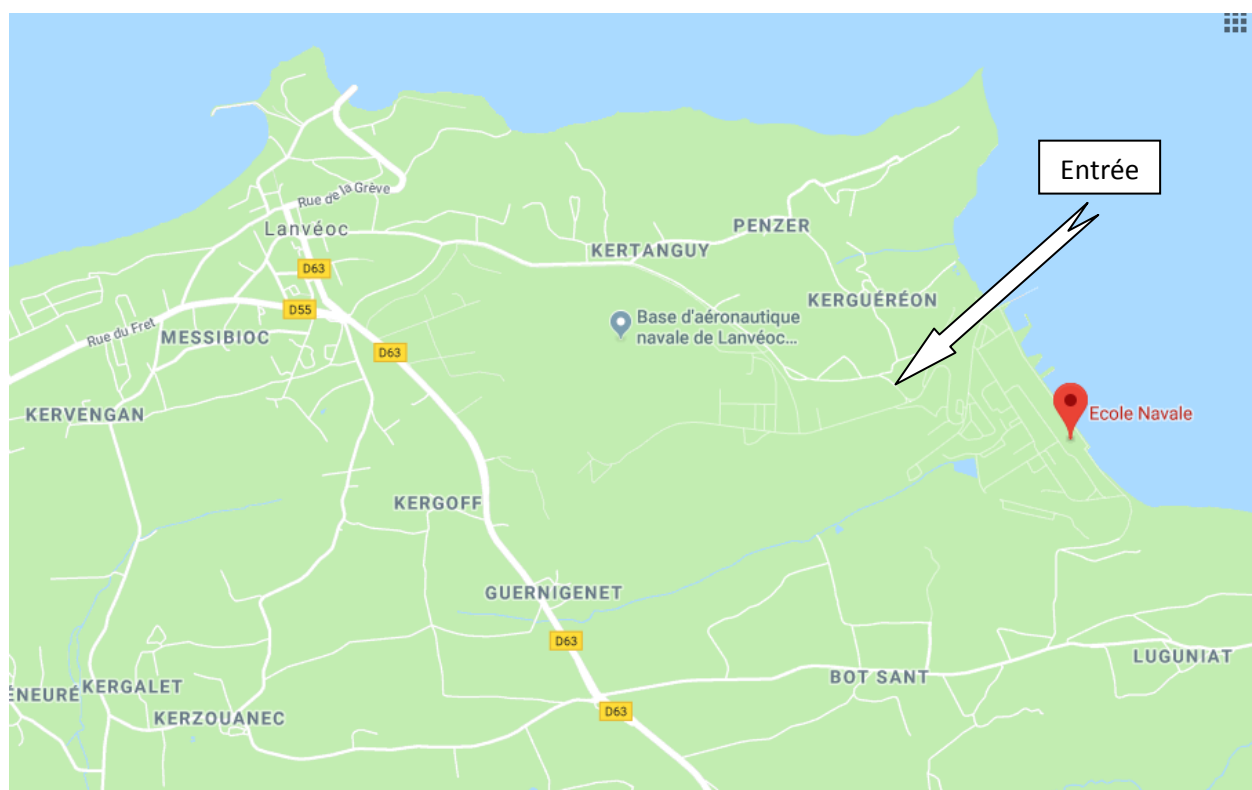 Entrée
Rue de la Grève
Lanvéoc
PENZER
KERTANGUY
D63
KERGUÉRÉON
D55
Base d'aéronautique
navale de Lanvéoc...
Rue du Fret
MESSIBIOC
D63
KERVENGAN
Ecole Navale
KERGOFF
GUERNIGENET
D63
LUGUNIAT
BOT SANT
ÉNEURÉ
KERGALET
D63
KERZOUANEC